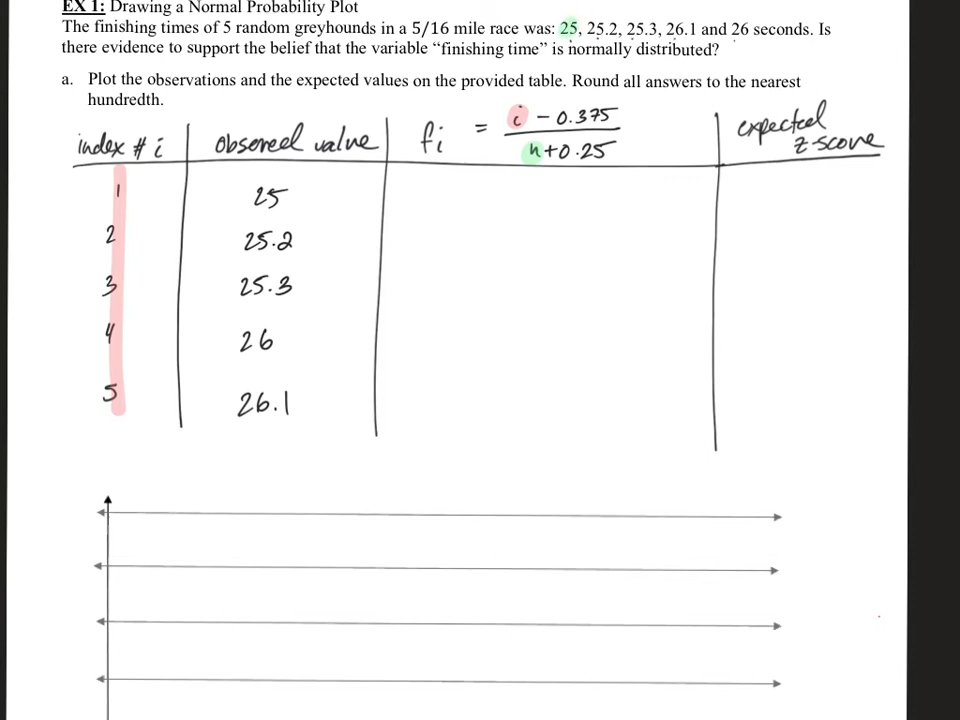 EX 1: Drawing a Normal Probability Plot
The finishing times of 5 random greyhounds in a 5/16 mile race was: 25, 25.2, 25.3, 26.1 and 26 seconds. Is
there evidence to support the belief that the variable “finishing time” is normally distributed?
a. Plot the observations and the expected values on the provided table. Round all answers to the nearest
hundredth.
index # i | observed value | fi = i - 0.375 / n+0.25 | expected z-score
1 25
2 25.2
3 25.3
4 26
5 26.1